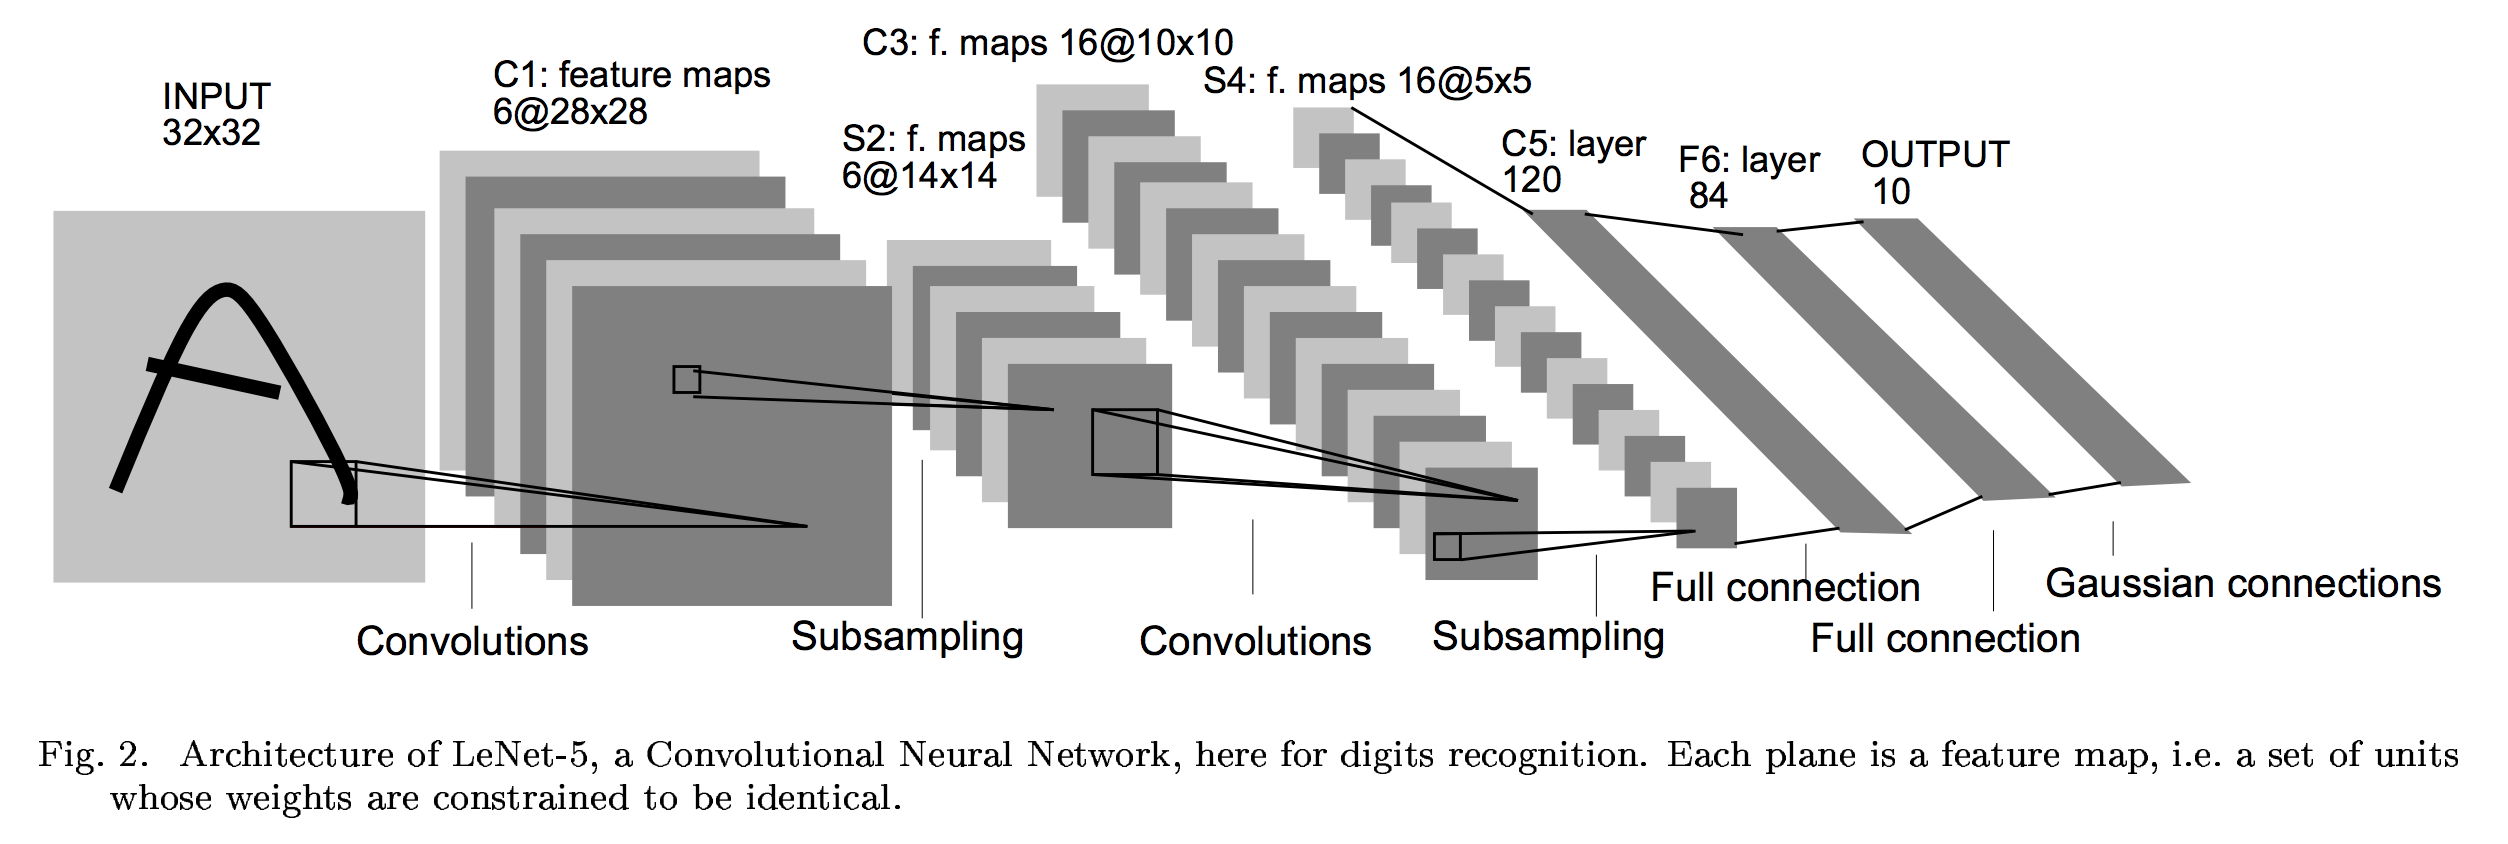 INPUT
32x32
C1: feature maps
6@28x28
S2: f. maps
6@14x14
C3: f. maps 16@10x10
S4: f. maps 16@5x5
C5: layer
120
F6: layer
84
OUTPUT
10
Convolutions
Subsampling
Convolutions
Subsampling
Full connection
Full connection
Gaussian connections
Fig. 2. Architecture of LeNet-5, a Convolutional Neural Network, here for digits recognition. Each plane is a feature map, i.e. a set of units
whose weights are constrained to be identical.